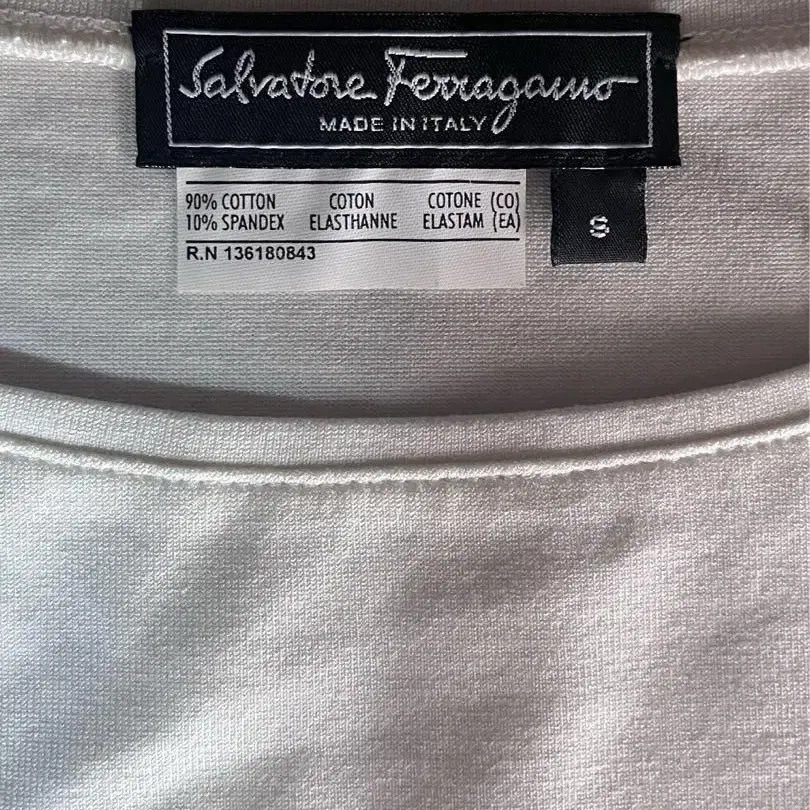 Salvatore Ferragamo
MADE IN ITALY
90% COTTON COTON COTONE (CO)
10% SPANDEX ELASTHANNE ELASTAM (EA)
R.N 136180843
S